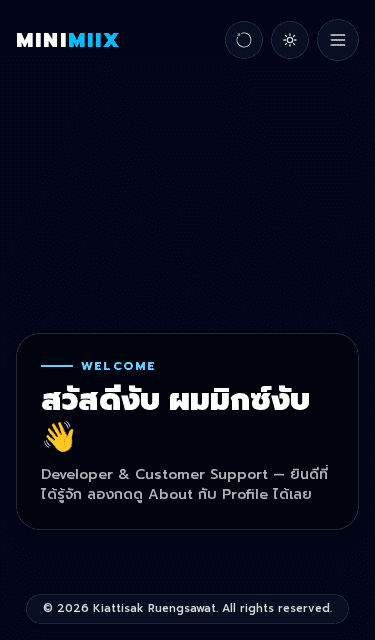 MINIMIIX
WELCOME
สวัสดีงับ ผมมิกซ์งับ
👋
Developer & Customer Support — ยินดีที่
ได้รู้จัก ลองกดดู About กับ Profile ได้เลย
© 2026 Kiattisak Ruengsawat. All rights reserved.